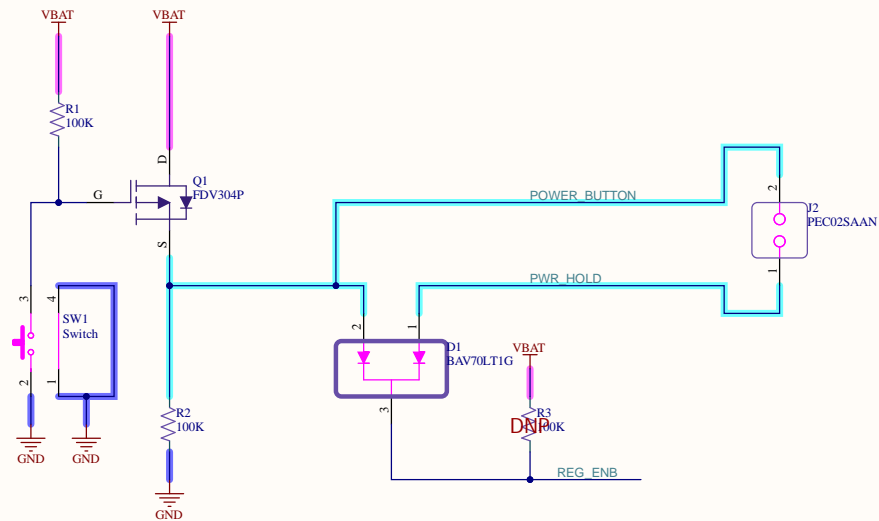 VBAT
VBAT
R1
100K
D
G
Q1
FDV304P
S
POWER_BUTTON
2
J2
PEC02SAAN
1
PWR_HOLD
3
4
SW1
Switch
2
1
GND
GND
R2
100K
GND
2
1
D1
BAV70LT1G
3
VBAT
R3
DNP
REG_ENB